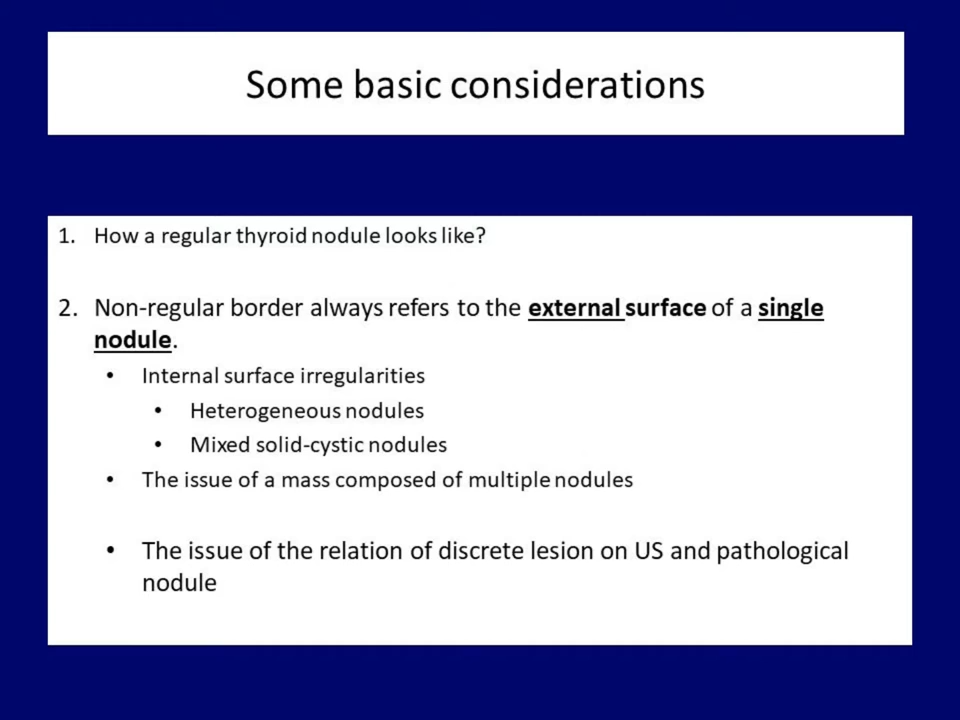 Some basic considerations
1. How a regular thyroid nodule looks like?
2. Non-regular border always refers to the external surface of a single
nodule.
• Internal surface irregularities
• Heterogeneous nodules
• Mixed solid-cystic nodules
• The issue of a mass composed of multiple nodules
• The issue of the relation of discrete lesion on US and pathological
nodule